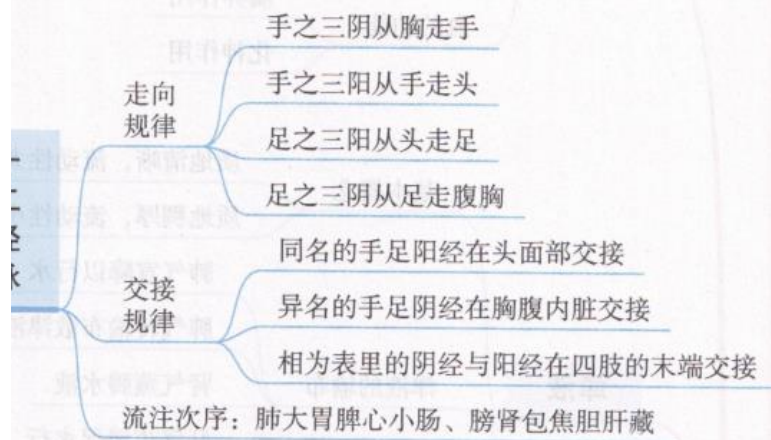 手之三阴从胸走手
手之三阳从手走头
走向
规律
足之三阳从头走足
足之三阴从足走腹胸
同名的手足阳经在头面部交接
交接
规律
异名的手足阴经在胸腹内脏交接
相为表里的阴经与阳经在四肢的末端交接
流注次序：肺大胃脾心小肠、膀肾包焦胆肝藏